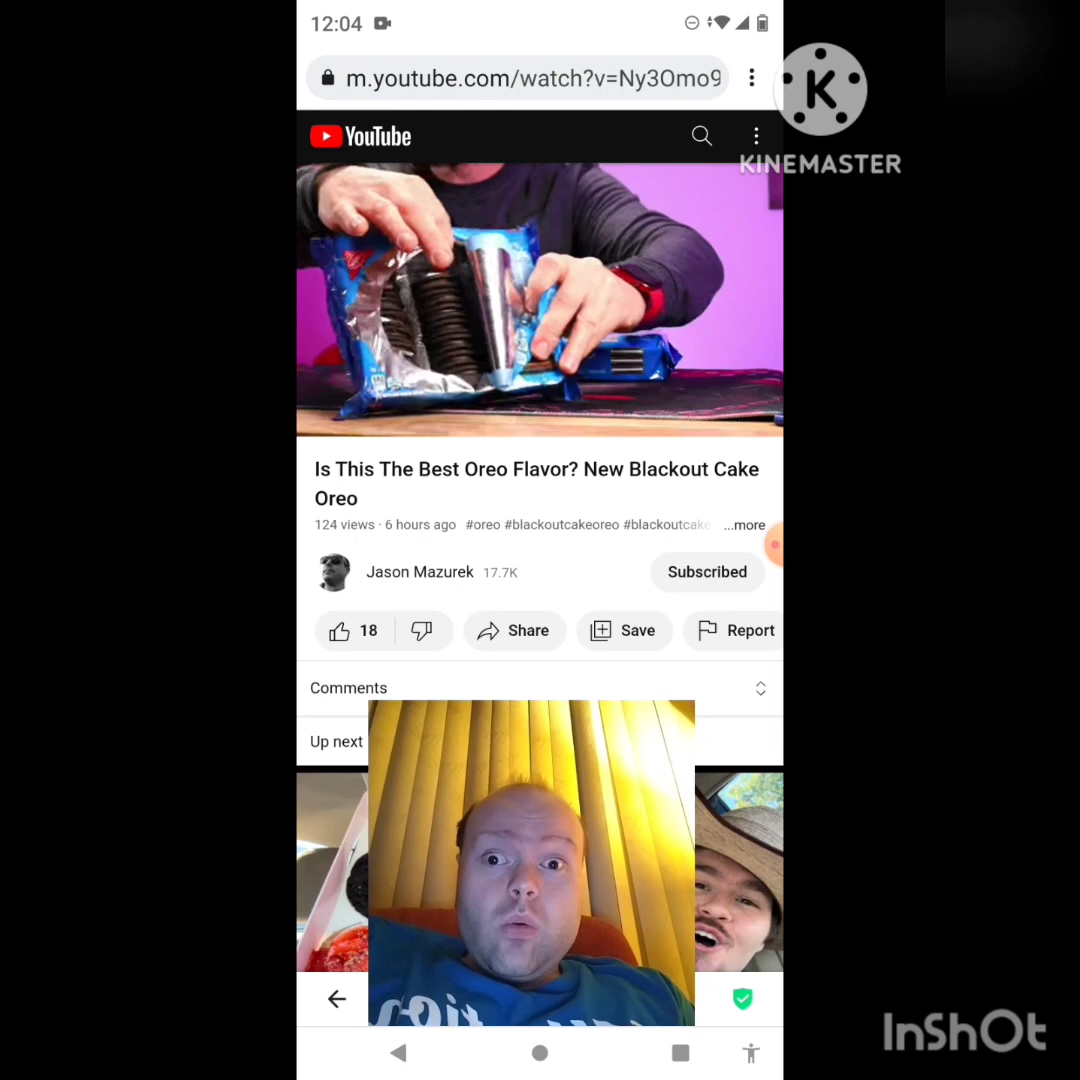 12:04
m.youtube.com/watch?v=Ny3Omo9
KINEMASTER
YouTube
Is This The Best Oreo Flavor? New Blackout Cake
Oreo
124 views · 6 hours ago #oreo #blackoutcakeoreo #blackoutcake ...more
Jason Mazurek 17.7K
Subscribed
18
Share
Save
Report
Comments
Up next
InShOt